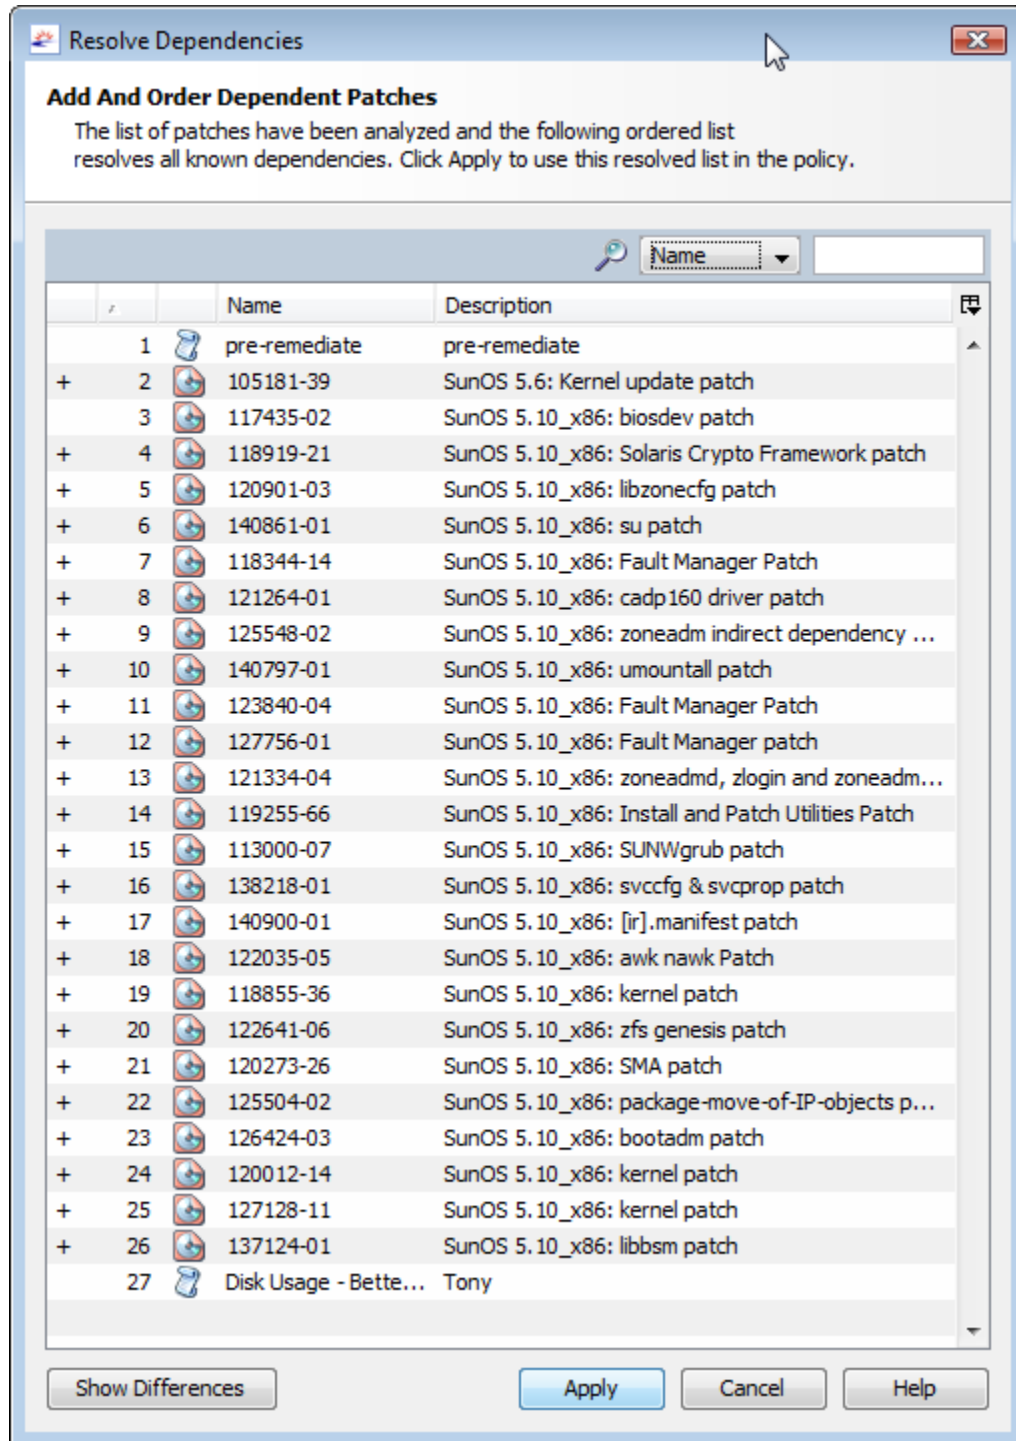 Resolve Dependencies
Add And Order Dependent Patches
The list of patches have been analyzed and the following ordered list
resolves all known dependencies. Click Apply to use this resolved list in the policy.
Name
Name Description
1 pre-remediate pre-remediate
+ 2 105181-39 SunOS 5.6: Kernel update patch
3 117435-02 SunOS 5.10_x86: biosdev patch
+ 4 118919-21 SunOS 5.10_x86: Solaris Crypto Framework patch
+ 5 120901-03 SunOS 5.10_x86: libzonecfg patch
+ 6 140861-01 SunOS 5.10_x86: su patch
+ 7 118344-14 SunOS 5.10_x86: Fault Manager Patch
+ 8 121264-01 SunOS 5.10_x86: cadp160 driver patch
+ 9 125548-02 SunOS 5.10_x86: zoneadm indirect dependency ...
+ 10 140797-01 SunOS 5.10_x86: umountall patch
+ 11 123840-04 SunOS 5.10_x86: Fault Manager Patch
+ 12 127756-01 SunOS 5.10_x86: Fault Manager patch
+ 13 121334-04 SunOS 5.10_x86: zoneadmd, zlogin and zoneadm...
+ 14 119255-66 SunOS 5.10_x86: Install and Patch Utilities Patch
+ 15 113000-07 SunOS 5.10_x86: SUNWgrub patch
+ 16 138218-01 SunOS 5.10_x86: svccfg & svcprop patch
+ 17 140900-01 SunOS 5.10_x86: [ir].manifest patch
+ 18 122035-05 SunOS 5.10_x86: awk nawk Patch
+ 19 118855-36 SunOS 5.10_x86: kernel patch
+ 20 122641-06 SunOS 5.10_x86: zfs genesis patch
+ 21 120273-26 SunOS 5.10_x86: SMA patch
+ 22 125504-02 SunOS 5.10_x86: package-move-of-IP-objects p...
+ 23 126424-03 SunOS 5.10_x86: bootadm patch
+ 24 120012-14 SunOS 5.10_x86: kernel patch
+ 25 127128-11 SunOS 5.10_x86: kernel patch
+ 26 137124-01 SunOS 5.10_x86: libbsm patch
27 Disk Usage - Bette... Tony
Show Differences Apply Cancel Help